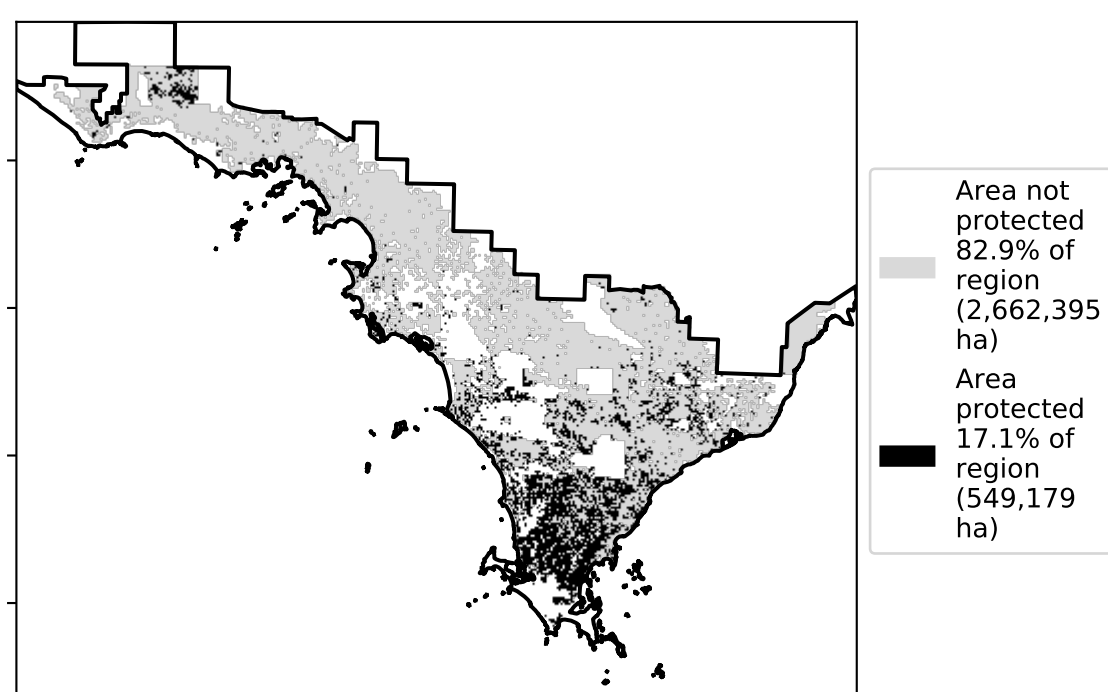 Area not
protected
82.9% of
region
(2,662,395
ha)
Area
protected
17.1% of
region
(549,179
ha)